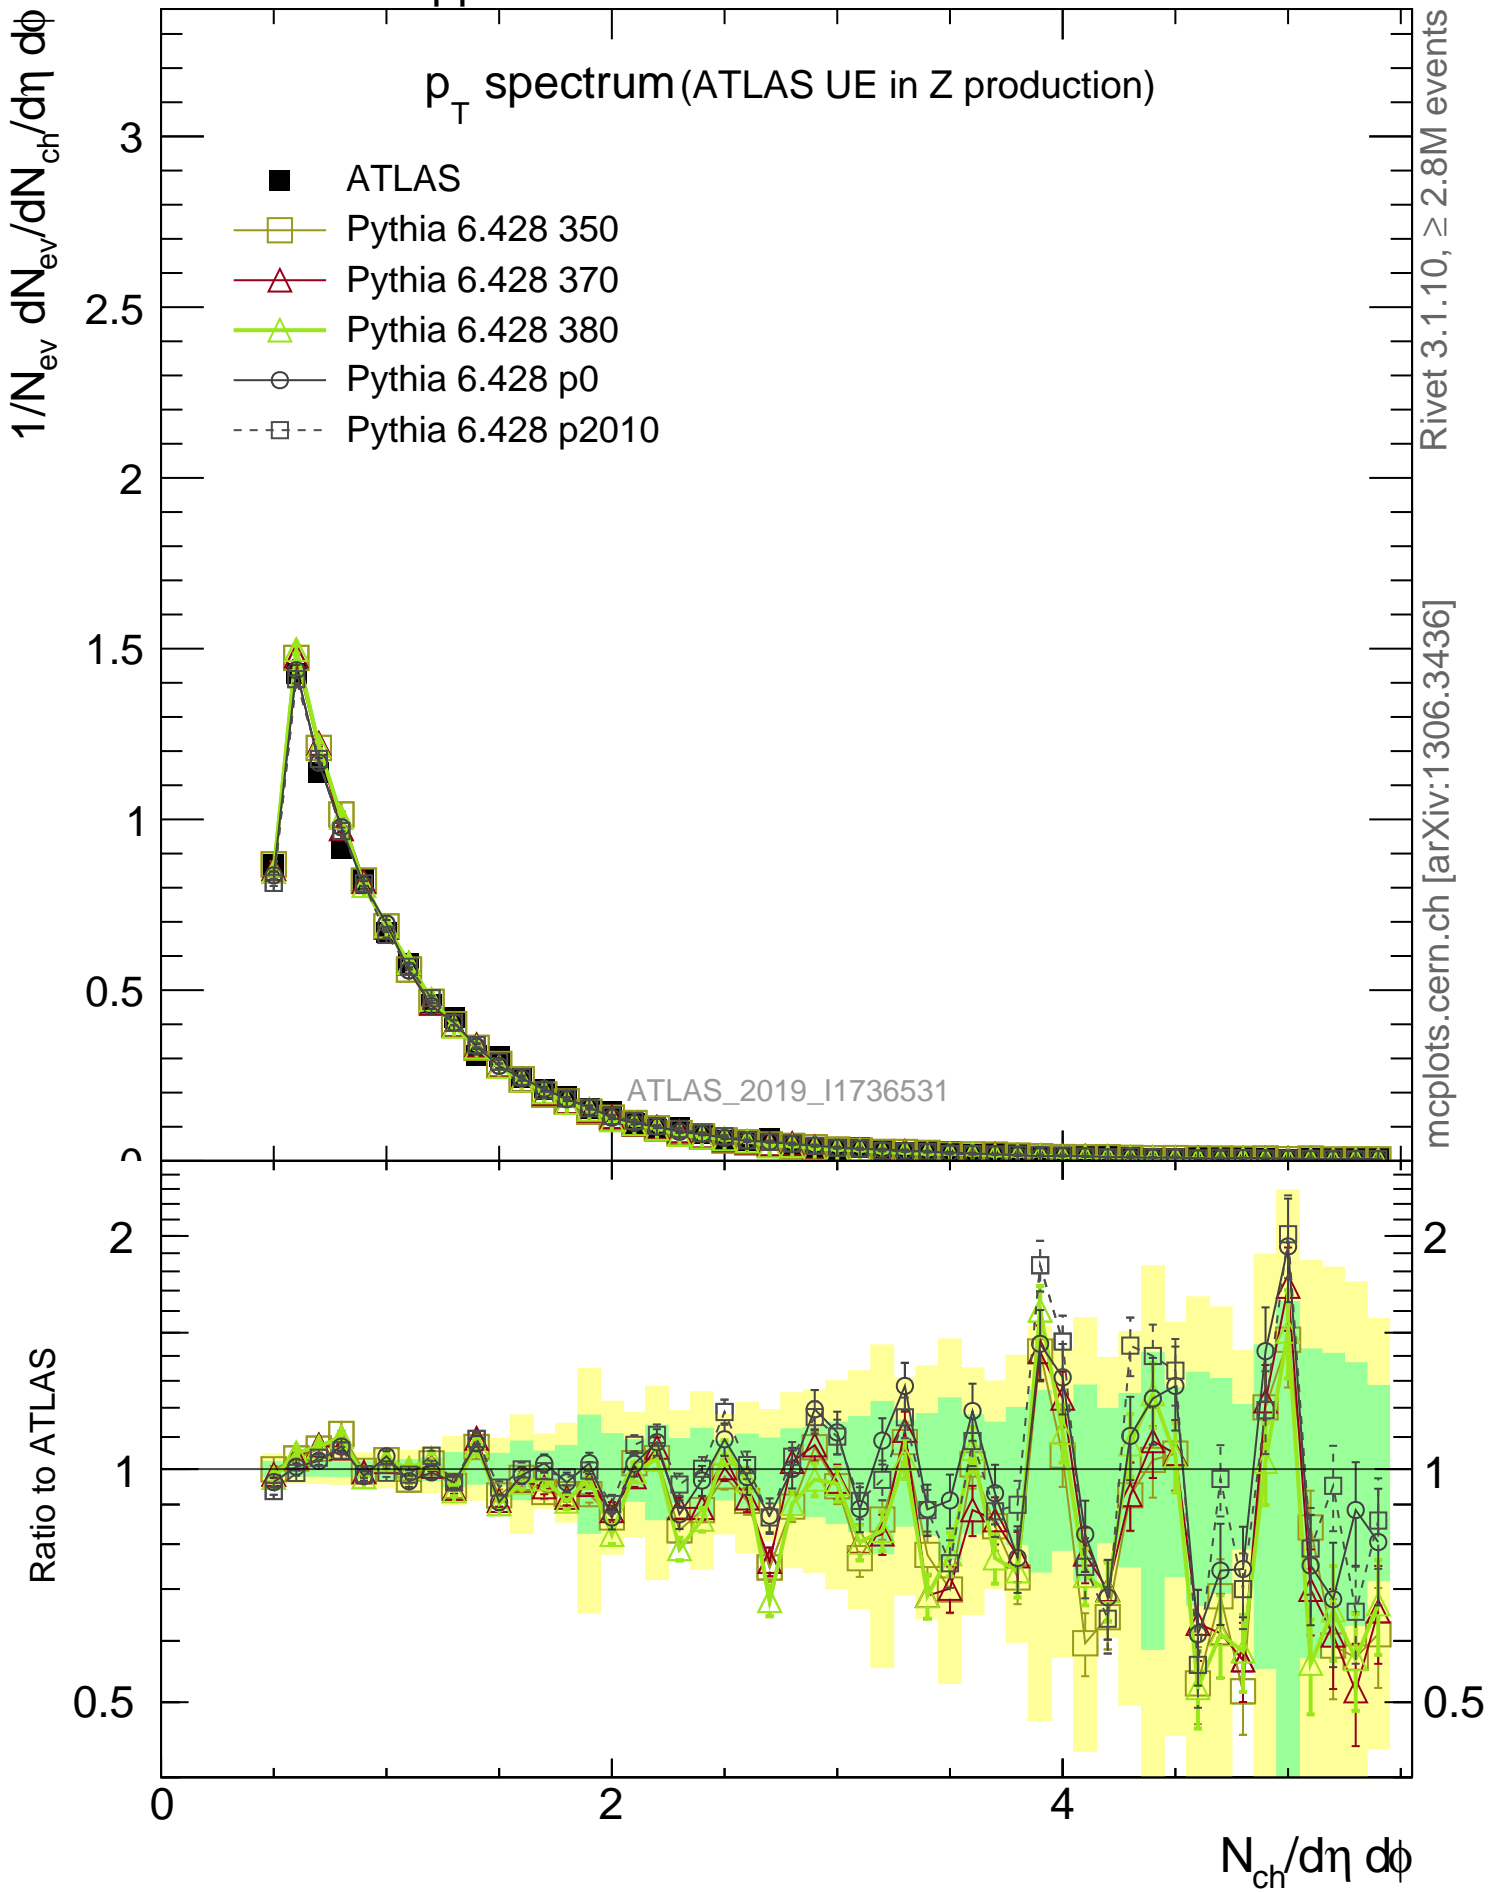 1/N_ev dN_ev/dN_ch/dη dϕ
p_T spectrum (ATLAS UE in Z production)
ATLAS
Pythia 6.428 350
Pythia 6.428 370
Pythia 6.428 380
Pythia 6.428 p0
Pythia 6.428 p2010
3
2.5
2
1.5
1
0.5
0
ATLAS_2019_I1736531
Rivet 3.1.10, ≥ 2.8M events
mcplots.cern.ch [arXiv:1306.3436]
Ratio to ATLAS
2
1
0.5
2
1
0.5
0
2
4
N_ch/dη dϕ